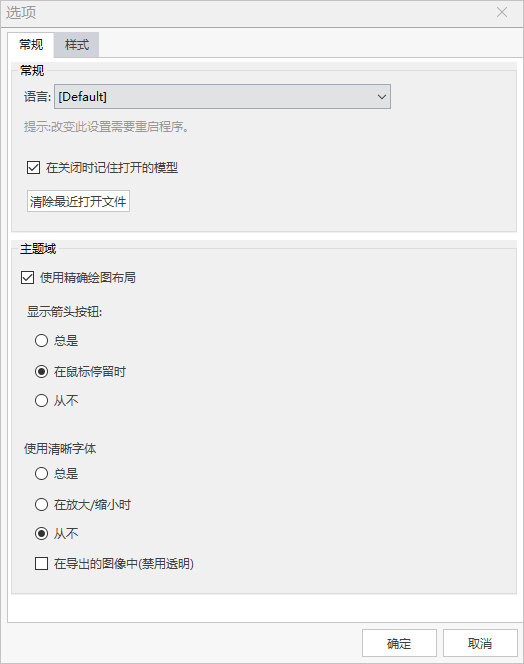 选项
常规 样式
常规
语言: [Default]
提示:改变此设置需要重启程序。
在关闭时记住打开的模型
清除最近打开文件
主题域
使用精确绘图布局
显示箭头按钮:
总是
在鼠标停留时
从不
使用清晰字体
总是
在放大/缩小时
从不
在导出的图像中(禁用透明)
确定 取消